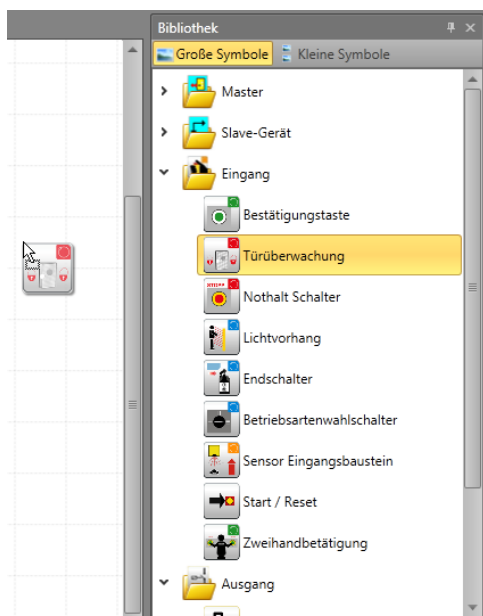 Bibliothek
Große Symbole Kleine Symbole
Master
Slave-Gerät
Eingang
Bestätigungstaste
Türüberwachung
Nothalt Schalter
Lichtvorhang
Endschalter
Betriebsartenwahlschalter
Sensor Eingangsbaustein
Start / Reset
Zweihandbetätigung
Ausgang